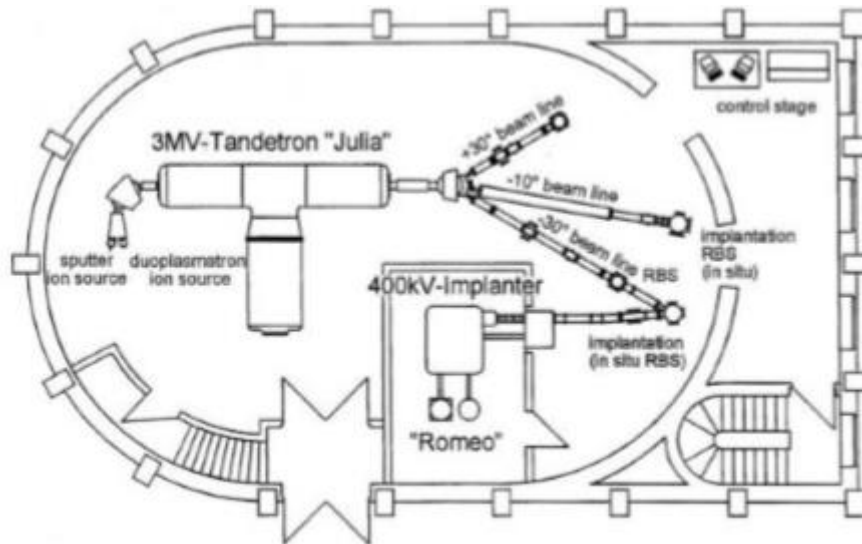 control stage
+30° beam line
3MV-Tandetron "Julia"
-10° beam line
-30° beam line RBS
implantation
RBS
(in situ)
sputter
ion source
duoplasmatron
ion source
400kV-implanter
implantation
(in situ RBS)
"Romeo"